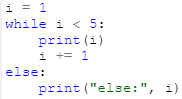 i = 1
while i < 5:
    print(i)
    i += 1
else:
    print("else:", i)